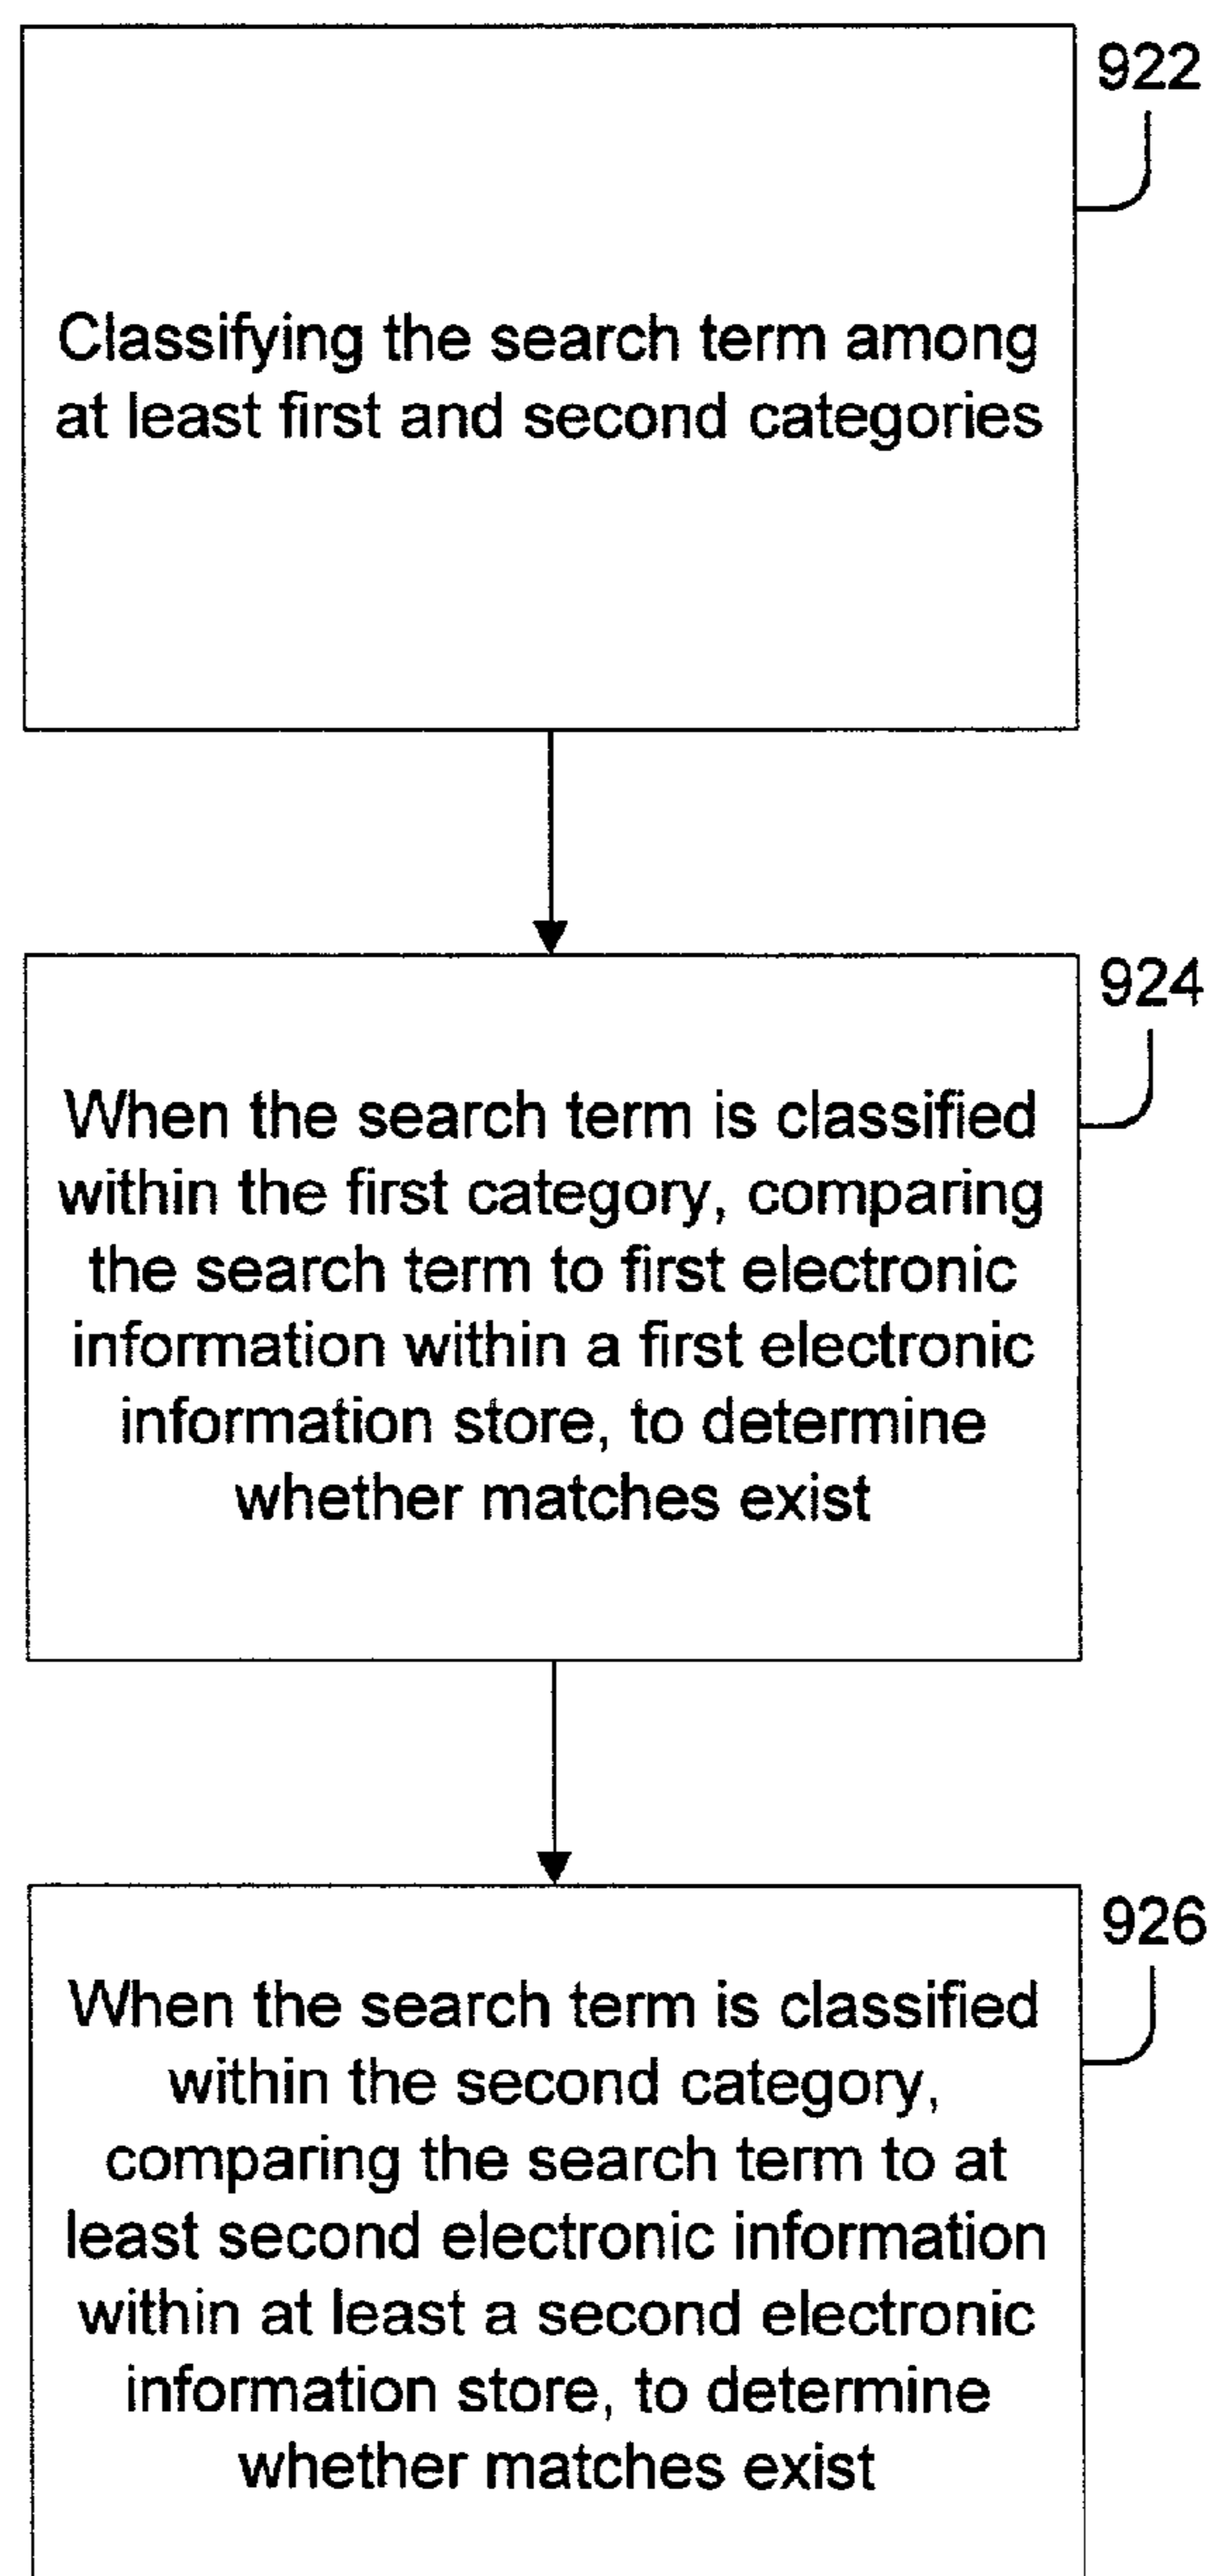 922
Classifying the search term among
at least first and second categories
924
When the search term is classified
within the first category, comparing
the search term to first electronic
information within a first electronic
information store, to determine
whether matches exist
926
When the search term is classified
within the second category,
comparing the search term to at
least second electronic information
within at least a second electronic
information store, to determine
whether matches exist